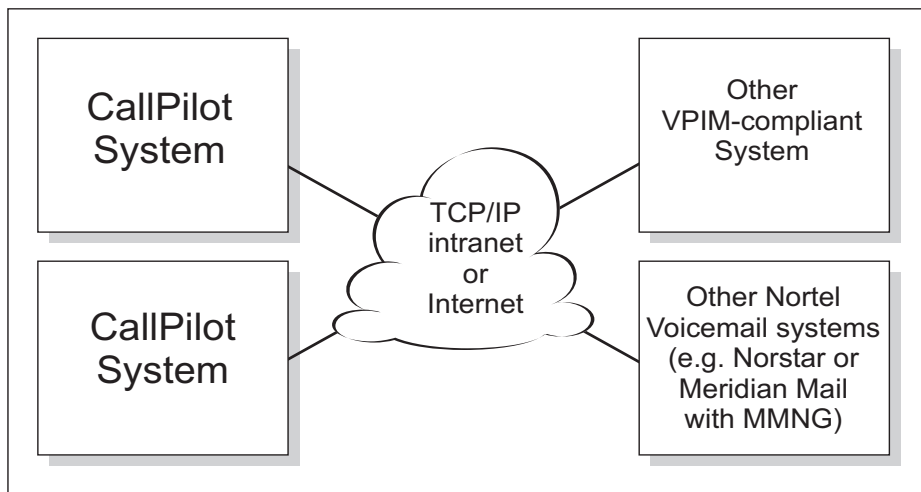 CallPilot
System
Other
VPIM-compliant
System
TCP/IP
intranet
or
Internet
CallPilot
System
Other Nortel
Voicemail systems
(e.g. Norstar or
Meridian Mail
with MMNG)